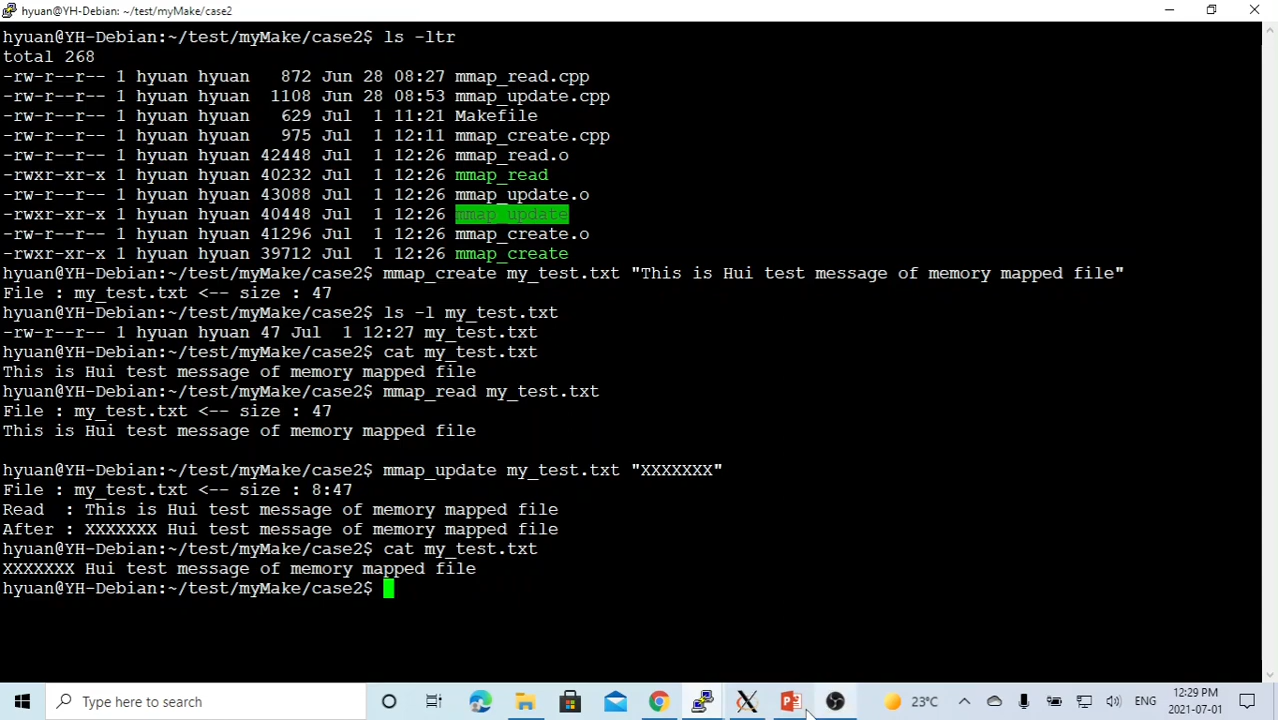 hyuan@YH-Debian: ~/test/myMake/case2
hyuan@YH-Debian:~/test/myMake/case2$ ls -ltr
total 268
-rw-r--r-- 1 hyuan hyuan   872 Jun 28 08:27 mmap_read.cpp
-rw-r--r-- 1 hyuan hyuan  1108 Jun 28 08:53 mmap_update.cpp
-rw-r--r-- 1 hyuan hyuan   629 Jul  1 11:21 Makefile
-rw-r--r-- 1 hyuan hyuan   975 Jul  1 12:11 mmap_create.cpp
-rw-r--r-- 1 hyuan hyuan 42448 Jul  1 12:26 mmap_read.o
-rwxr-xr-x 1 hyuan hyuan 40232 Jul  1 12:26 mmap_read
-rw-r--r-- 1 hyuan hyuan 43088 Jul  1 12:26 mmap_update.o
-rwxr-xr-x 1 hyuan hyuan 40448 Jul  1 12:26 mmap_update
-rw-r--r-- 1 hyuan hyuan 41296 Jul  1 12:26 mmap_create.o
-rwxr-xr-x 1 hyuan hyuan 39712 Jul  1 12:26 mmap_create
hyuan@YH-Debian:~/test/myMake/case2$ mmap_create my_test.txt "This is Hui test message of memory mapped file"
File : my_test.txt <-- size : 47
hyuan@YH-Debian:~/test/myMake/case2$ ls -l my_test.txt
-rw-r--r-- 1 hyuan hyuan 47 Jul  1 12:27 my_test.txt
hyuan@YH-Debian:~/test/myMake/case2$ cat my_test.txt
This is Hui test message of memory mapped file
hyuan@YH-Debian:~/test/myMake/case2$ mmap_read my_test.txt
File : my_test.txt <-- size : 47
This is Hui test message of memory mapped file
hyuan@YH-Debian:~/test/myMake/case2$ mmap_update my_test.txt "XXXXXXX"
File : my_test.txt <-- size : 8:47
Read  : This is Hui test message of memory mapped file
After : XXXXXXX Hui test message of memory mapped file
hyuan@YH-Debian:~/test/myMake/case2$ cat my_test.txt
XXXXXXX Hui test message of memory mapped file
hyuan@YH-Debian:~/test/myMake/case2$
Type here to search
23°C
ENG
12:29 PM
2021-07-01